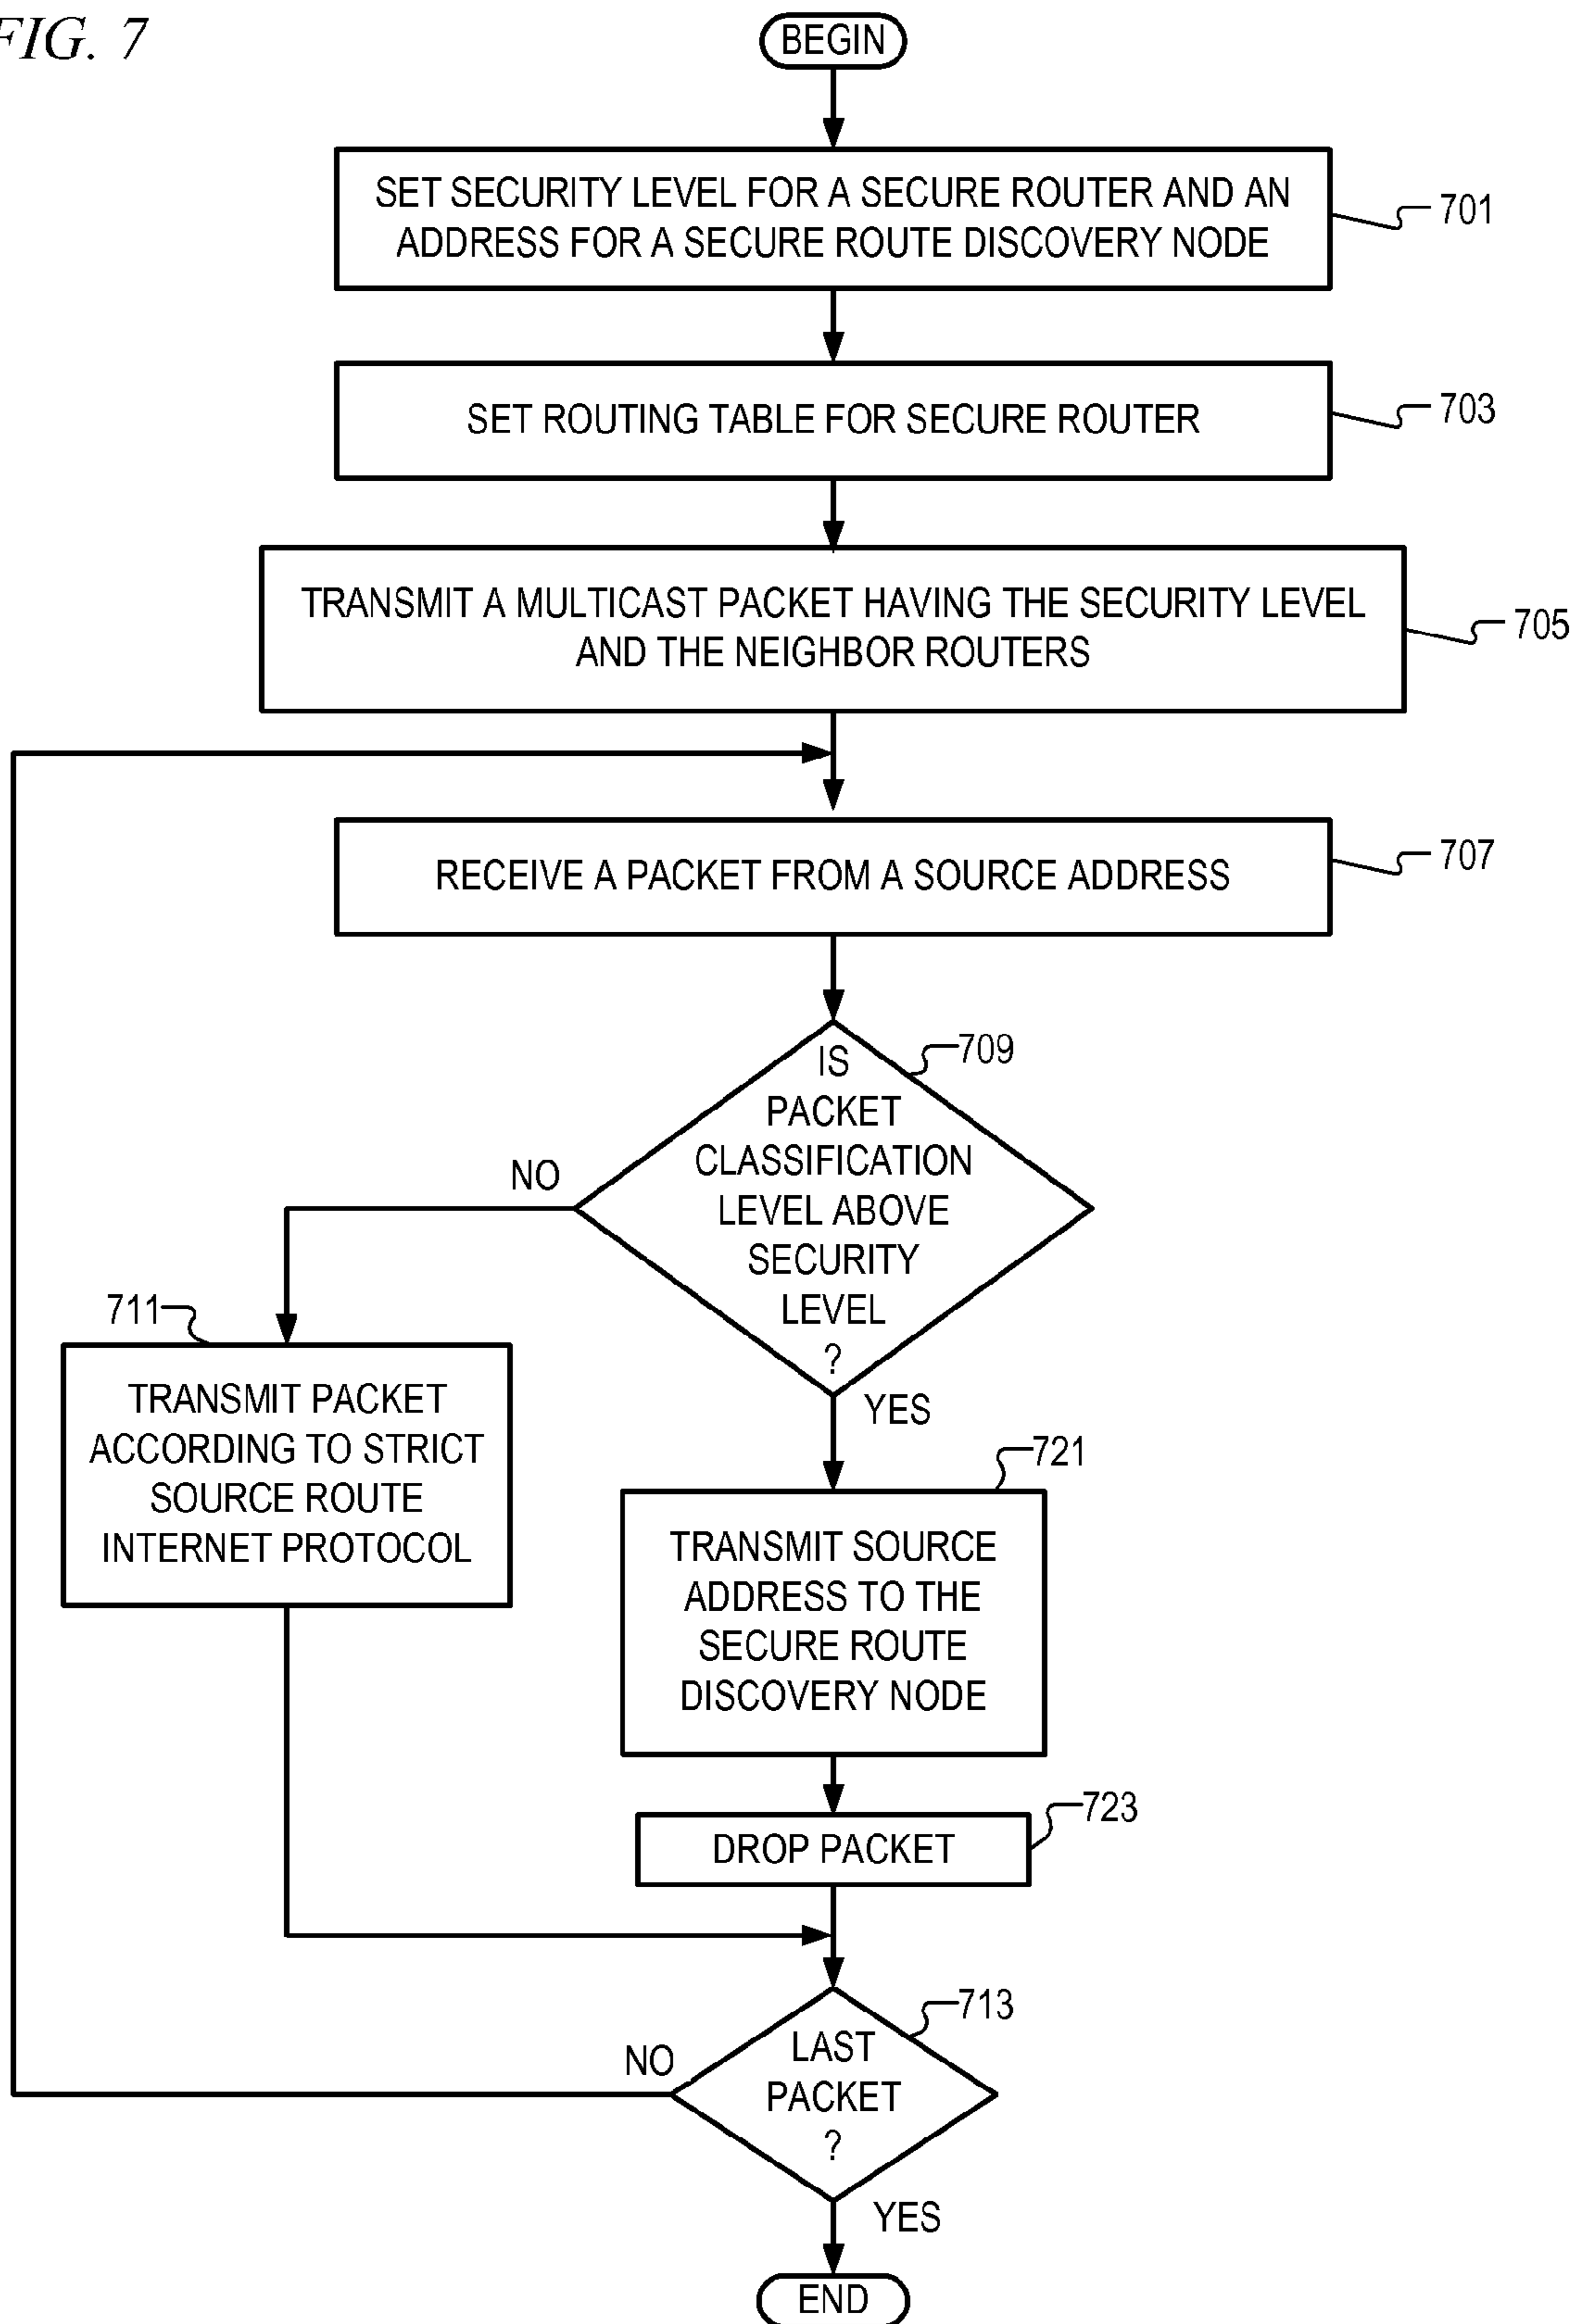 FIG. 7
BEGIN
SET SECURITY LEVEL FOR A SECURE ROUTER AND AN
ADDRESS FOR A SECURE ROUTE DISCOVERY NODE
701
SET ROUTING TABLE FOR SECURE ROUTER
703
TRANSMIT A MULTICAST PACKET HAVING THE SECURITY LEVEL
AND THE NEIGHBOR ROUTERS
705
RECEIVE A PACKET FROM A SOURCE ADDRESS
707
709
IS
PACKET
CLASSIFICATION
LEVEL ABOVE
SECURITY
LEVEL
?
NO
YES
711
TRANSMIT PACKET
ACCORDING TO STRICT
SOURCE ROUTE
INTERNET PROTOCOL
721
TRANSMIT SOURCE
ADDRESS TO THE
SECURE ROUTE
DISCOVERY NODE
723
DROP PACKET
713
LAST
PACKET
?
NO
YES
END